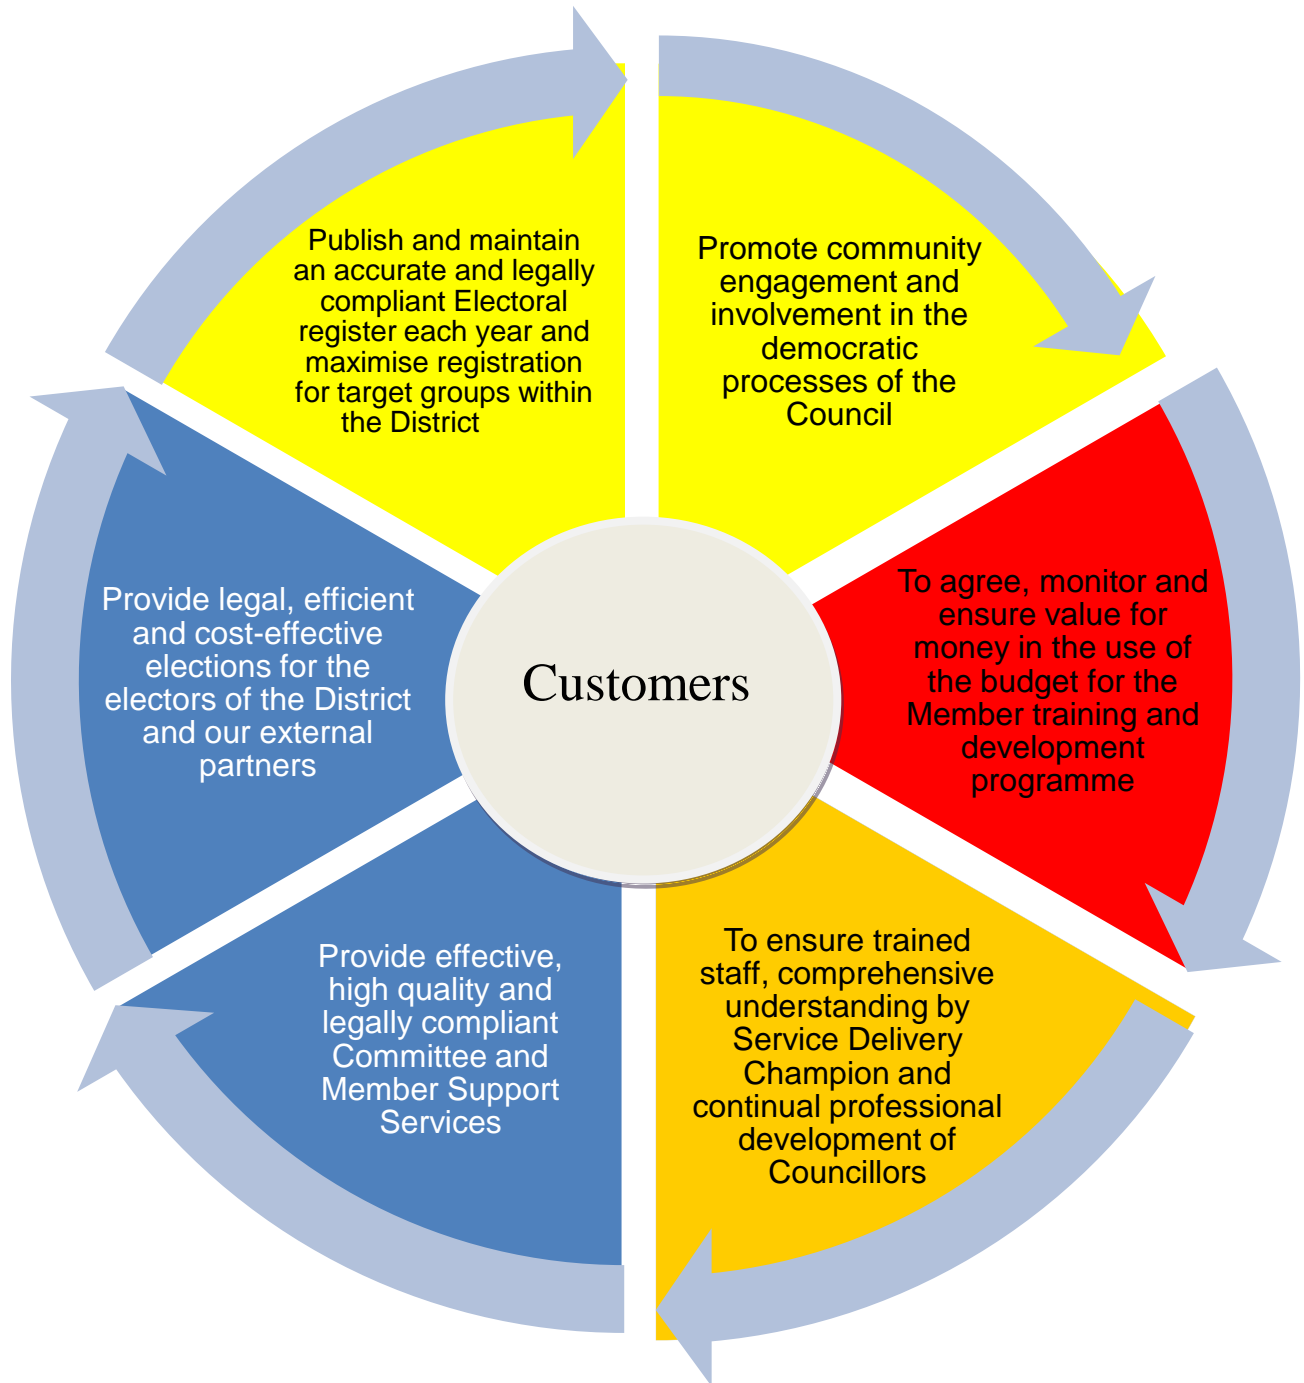 Publish and maintain
an accurate and legally
compliant Electoral
register each year and
maximise registration
for target groups within
the District
Promote community
engagement and
involvement in the
democratic
processes of the
Council
To agree, monitor and
ensure value for
money in the use of
the budget for the
Member training and
development
programme
To ensure trained
staff, comprehensive
understanding by
Service Delivery
Champion and
continual professional
development of
Councillors
Provide effective,
high quality and
legally compliant
Committee and
Member Support
Services
Provide legal, efficient
and cost-effective
elections for the
electors of the District
and our external
partners
Customers